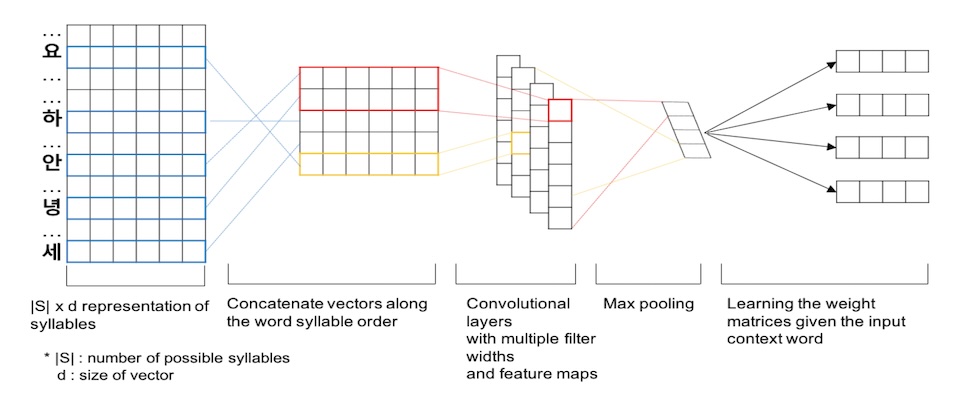 …
요
…
…
하
…
안
…
녕
…
세
|S| x d representation of
syllables
* |S| : number of possible syllables
d : size of vector
Concatenate vectors along
the word syllable order
Convolutional
layers
with multiple filter
widths
and feature maps
Max pooling
Learning the weight
matrices given the input
context word